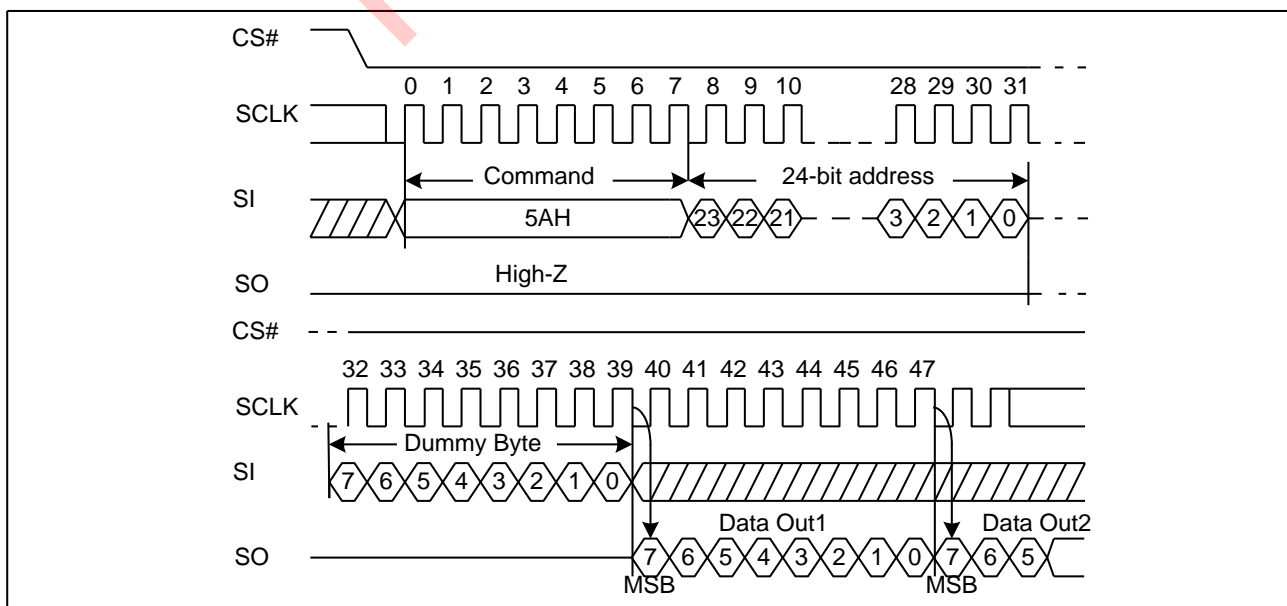 CS#
0 1 2 3 4 5 6 7 8 9 10 28 29 30 31
SCLK
Command 24-bit address
SI
5AH 23 22 21 3 2 1 0
High-Z
SO
CS#
32 33 34 35 36 37 38 39 40 41 42 43 44 45 46 47
SCLK
Dummy Byte
SI
7 6 5 4 3 2 1 0
Data Out1 Data Out2
SO
7 6 5 4 3 2 1 0 7 6 5
MSB MSB